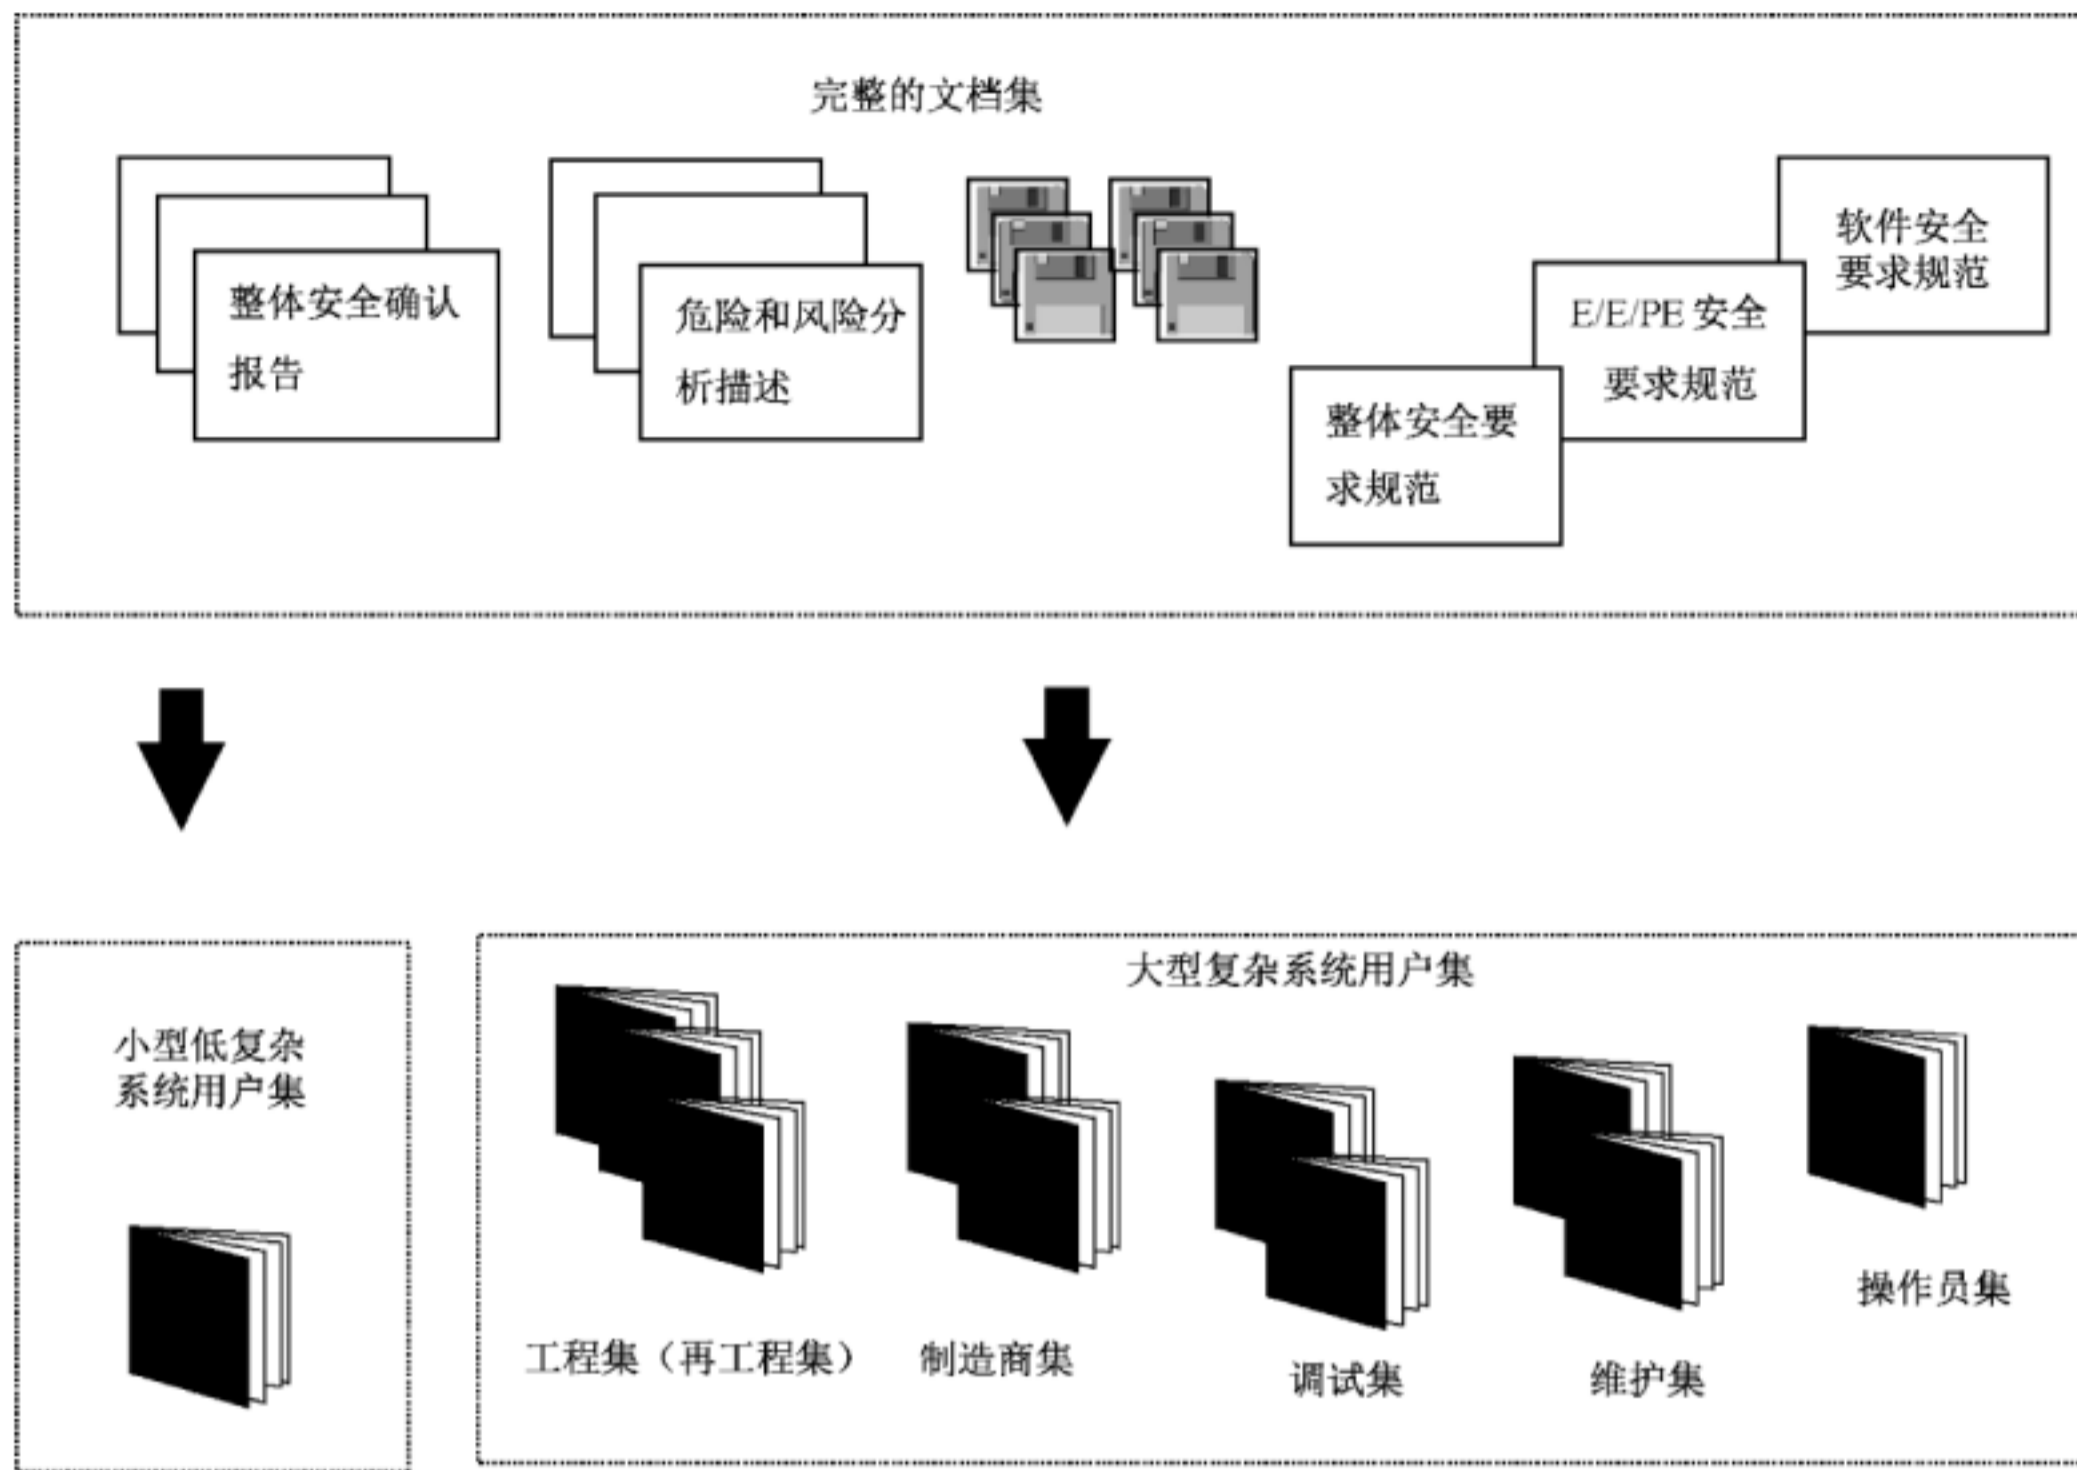 完整的文档集
整体安全确认
报告
危险和风险分
析描述
整体安全要
求规范
E/E/PE 安全
要求规范
软件安全
要求规范
小型低复杂
系统用户集
大型复杂系统用户集
工程集（再工程集）
制造商集
调试集
维护集
操作员集